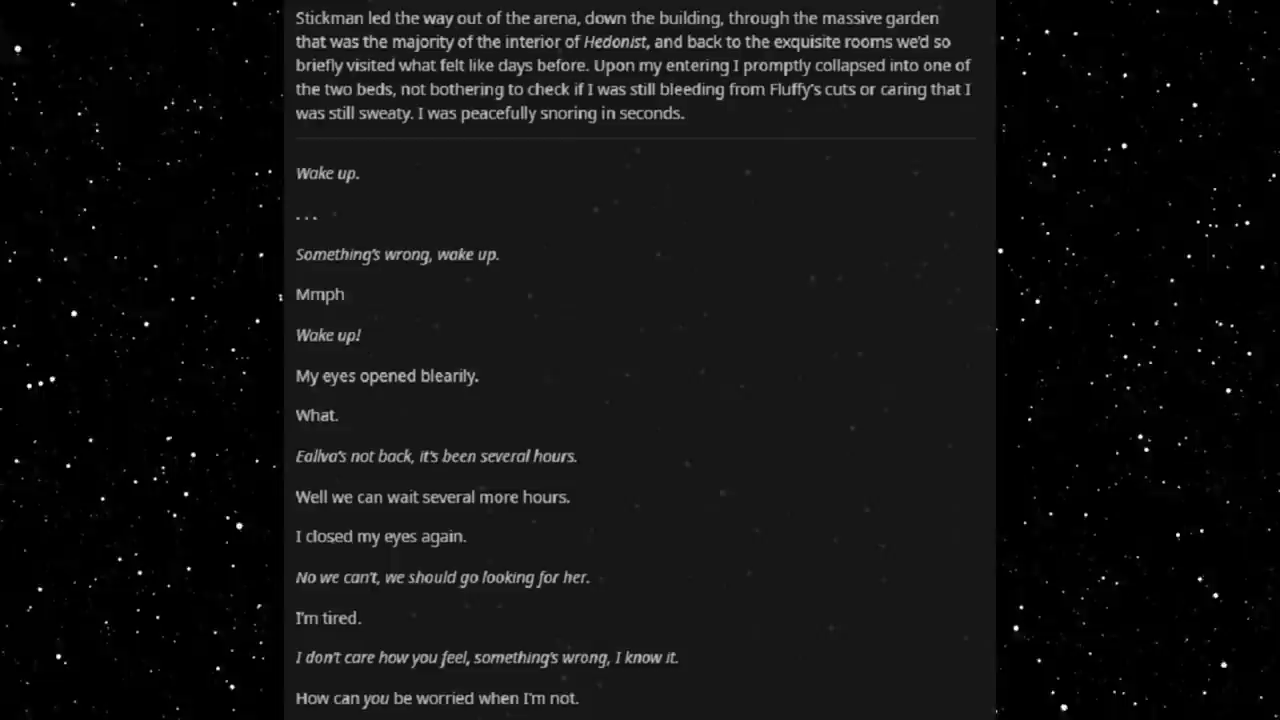 Stickman led the way out of the arena, down the building, through the massive garden
that was the majority of the interior of Hedonist, and back to the exquisite rooms we'd so
briefly visited what felt like days before. Upon my entering I promptly collapsed into one of
the two beds, not bothering to check if I was still bleeding from Fluffy's cuts or caring that I
was still sweaty. I was peacefully snoring in seconds.
Wake up.
. . .
Something's wrong, wake up.
Mmph
Wake up!
My eyes opened blearily.
What.
Eallva's not back, it's been several hours.
Well we can wait several more hours.
I closed my eyes again.
No we can't, we should go looking for her.
I'm tired.
I don't care how you feel, something's wrong, I know it.
How can you be worried when I'm not.